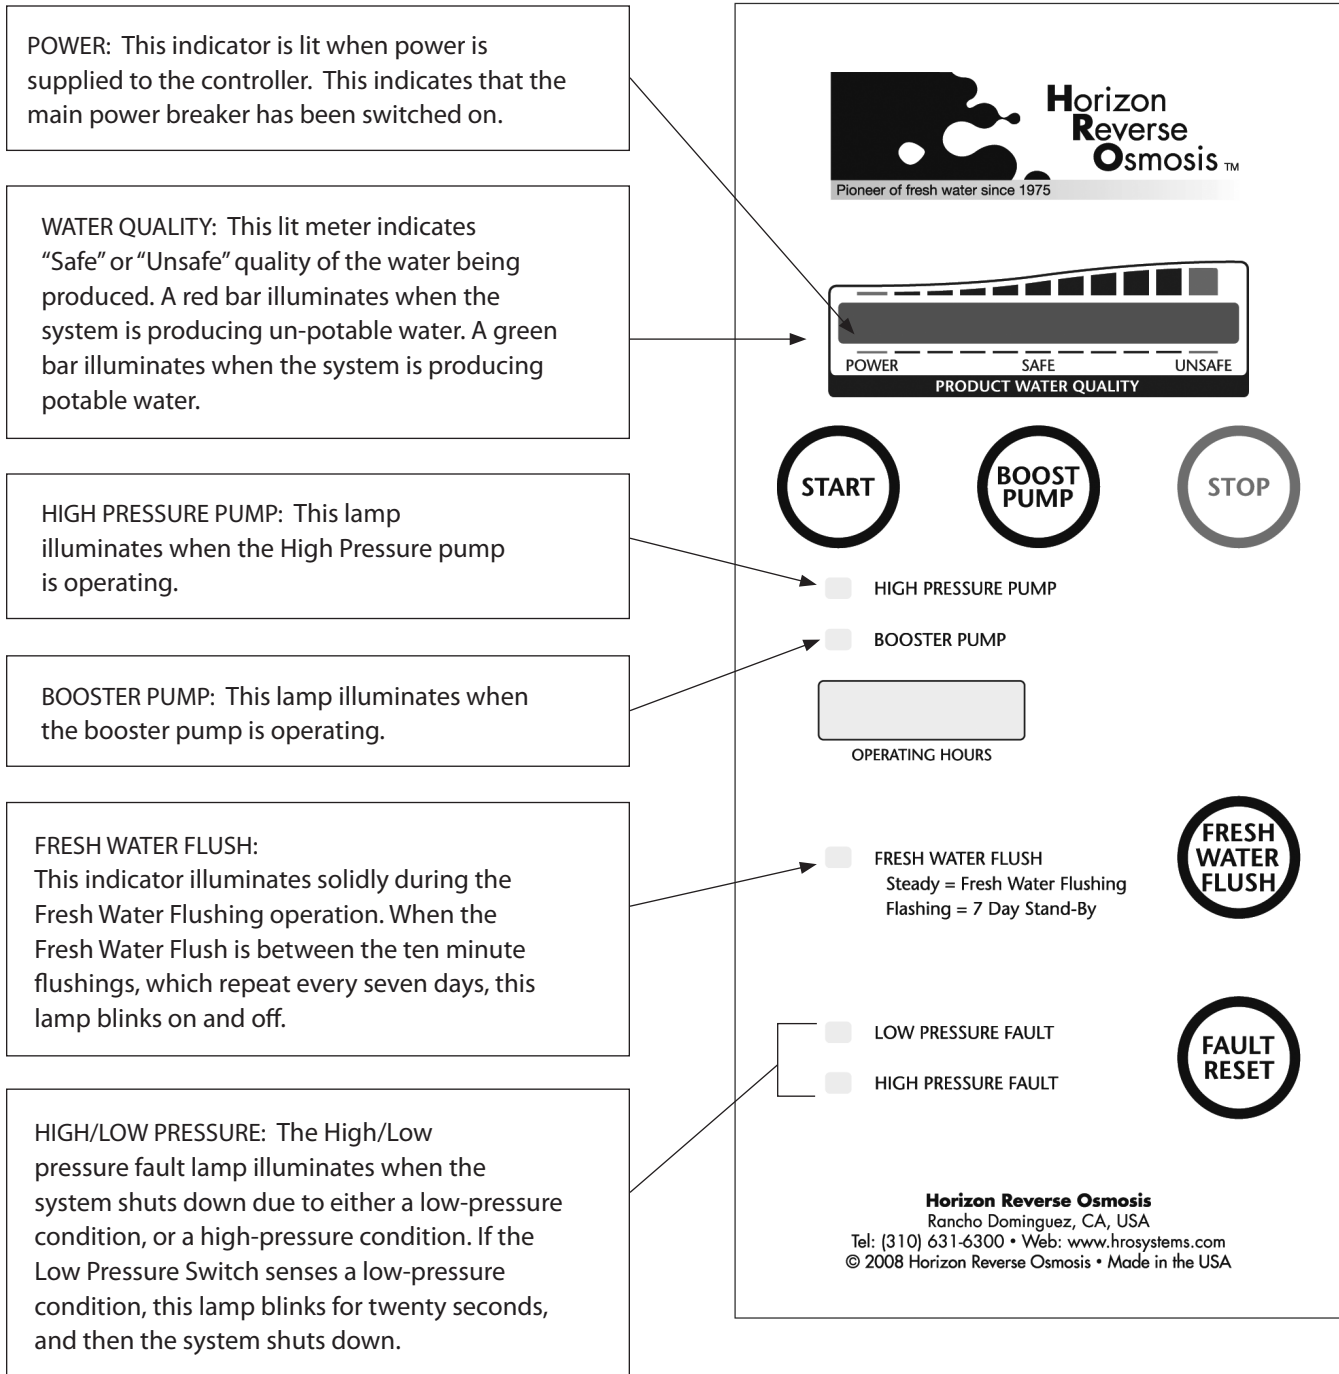 POWER: This indicator is lit when power is
supplied to the controller. This indicates that the
main power breaker has been switched on.
WATER QUALITY: This lit meter indicates
“Safe” or “Unsafe” quality of the water being
produced. A red bar illuminates when the
system is producing un-potable water. A green
bar illuminates when the system is producing
potable water.
HIGH PRESSURE PUMP: This lamp
illuminates when the High Pressure pump
is operating.
BOOSTER PUMP: This lamp illuminates when
the booster pump is operating.
FRESH WATER FLUSH:
This indicator illuminates solidly during the
Fresh Water Flushing operation. When the
Fresh Water Flush is between the ten minute
flushings, which repeat every seven days, this
lamp blinks on and off.
HIGH/LOW PRESSURE: The High/Low
pressure fault lamp illuminates when the
system shuts down due to either a low-pressure
condition, or a high-pressure condition. If the
Low Pressure Switch senses a low-pressure
condition, this lamp blinks for twenty seconds,
and then the system shuts down.
Horizon
Reverse
Osmosis TM
Pioneer of fresh water since 1975
POWER SAFE UNSAFE
PRODUCT WATER QUALITY
START
BOOST
PUMP
STOP
HIGH PRESSURE PUMP
BOOSTER PUMP
OPERATING HOURS
FRESH WATER FLUSH
Steady = Fresh Water Flushing
Flashing = 7 Day Stand-By
FRESH
WATER
FLUSH
LOW PRESSURE FAULT
HIGH PRESSURE FAULT
FAULT
RESET
Horizon Reverse Osmosis
Rancho Dominguez, CA, USA
Tel: (310) 631-6300 • Web: www.hrosystems.com
© 2008 Horizon Reverse Osmosis • Made in the USA